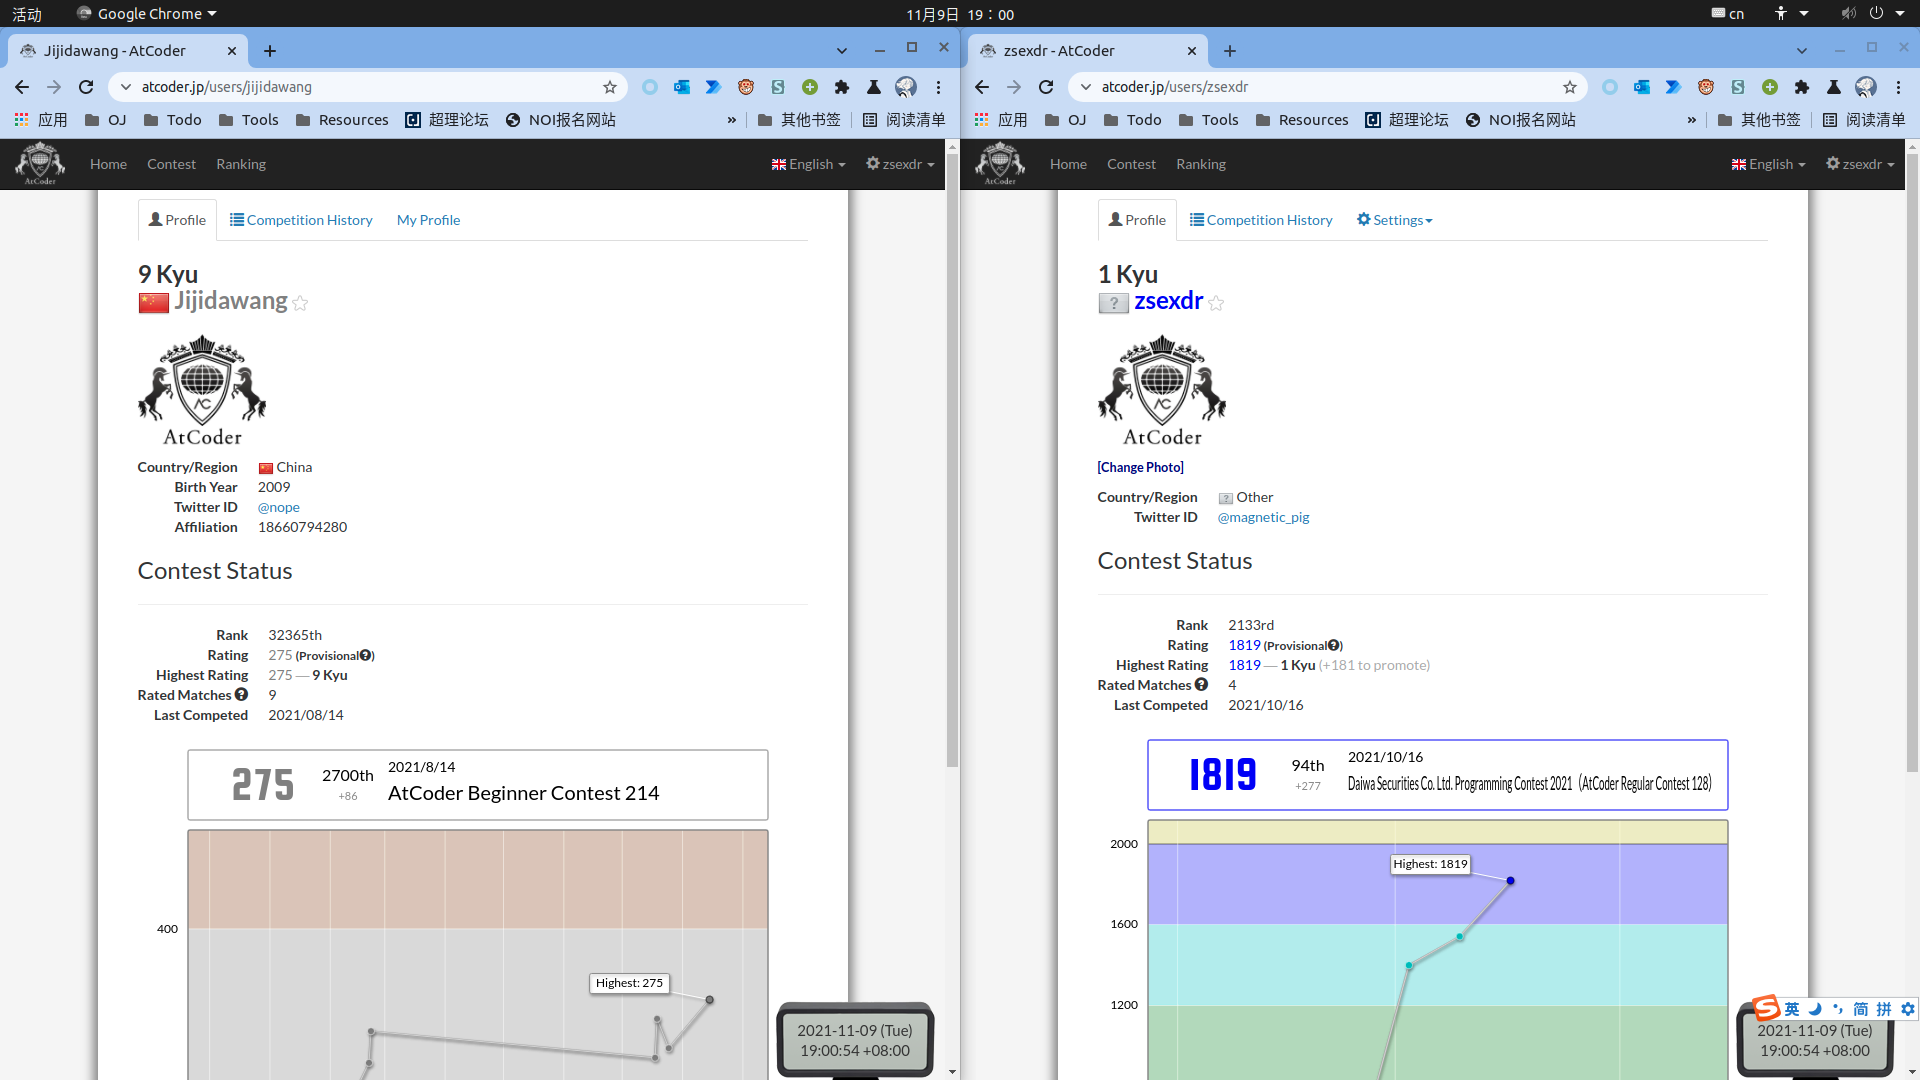 活动 Google Chrome 11月9日 19：00 cn
Jijidawang - AtCoder
atcoder.jp/users/jijidawang
应用 OJ Todo Tools Resources 超理论坛 NOI报名网站 » 其他书签 阅读清单
AtCoder Home Contest Ranking English zsexdr
Profile Competition History My Profile
9 Kyu
Jijidawang
AC
AtCoder
Country/Region China
Birth Year 2009
Twitter ID @nope
Affiliation 18660794280
Contest Status
Rank 32365th
Rating 275 (Provisional?)
Highest Rating 275 ― 9 Kyu
Rated Matches ? 9
Last Competed 2021/08/14
275 2700th +86 2021/8/14
AtCoder Beginner Contest 214
400
Highest: 275
2021-11-09 (Tue)
19:00:54 +08:00
zsexdr - AtCoder
atcoder.jp/users/zsexdr
应用 OJ Todo Tools Resources 超理论坛 NOI报名网站 » 其他书签 阅读清单
AtCoder Home Contest Ranking English zsexdr
Profile Competition History Settings
1 Kyu
? zsexdr
AC
AtCoder
[Change Photo]
Country/Region ? Other
Twitter ID @magnetic_pig
Contest Status
Rank 2133rd
Rating 1819 (Provisional?)
Highest Rating 1819 ― 1 Kyu (+181 to promote)
Rated Matches ? 4
Last Competed 2021/10/16
1819 94th +277 2021/10/16
Daiwa Securities Co. Ltd. Programming Contest 2021（AtCoder Regular Contest 128)
2000
Highest: 1819
1600
1200
S 英 简 拼
2021-11-09 (Tue)
19:00:54 +08:00